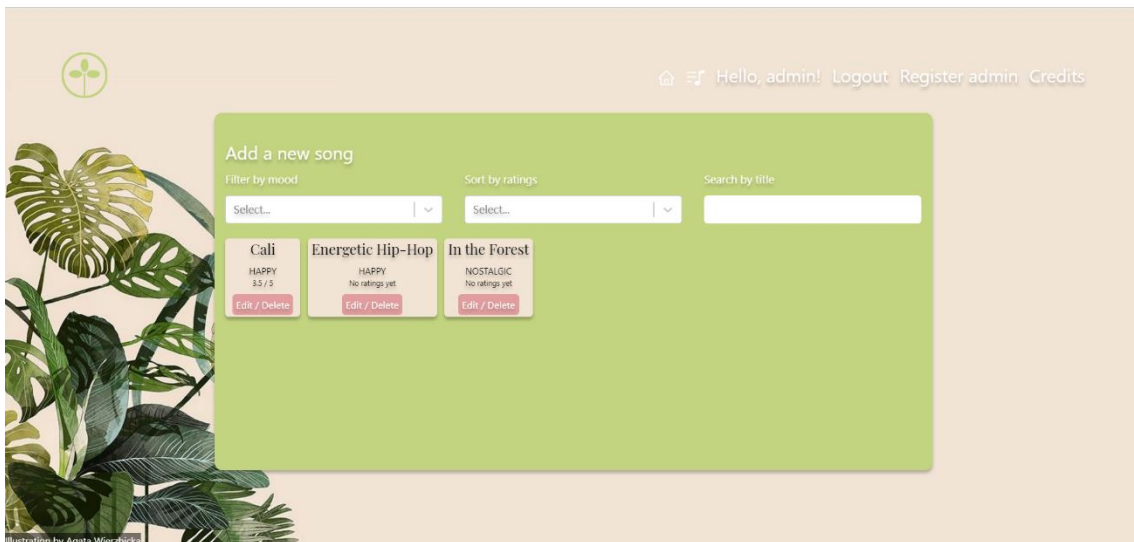 Hello, admin! Logout Register admin Credits
Add a new song
Filter by mood Sort by ratings Search by title
Select... Select...
Cali Energetic Hip-Hop In the Forest
HAPPY HAPPY NOSTALGIC
3.5 / 5 No ratings yet No ratings yet
Edit / Delete Edit / Delete Edit / Delete
Illustration by Agata Wierzbicka